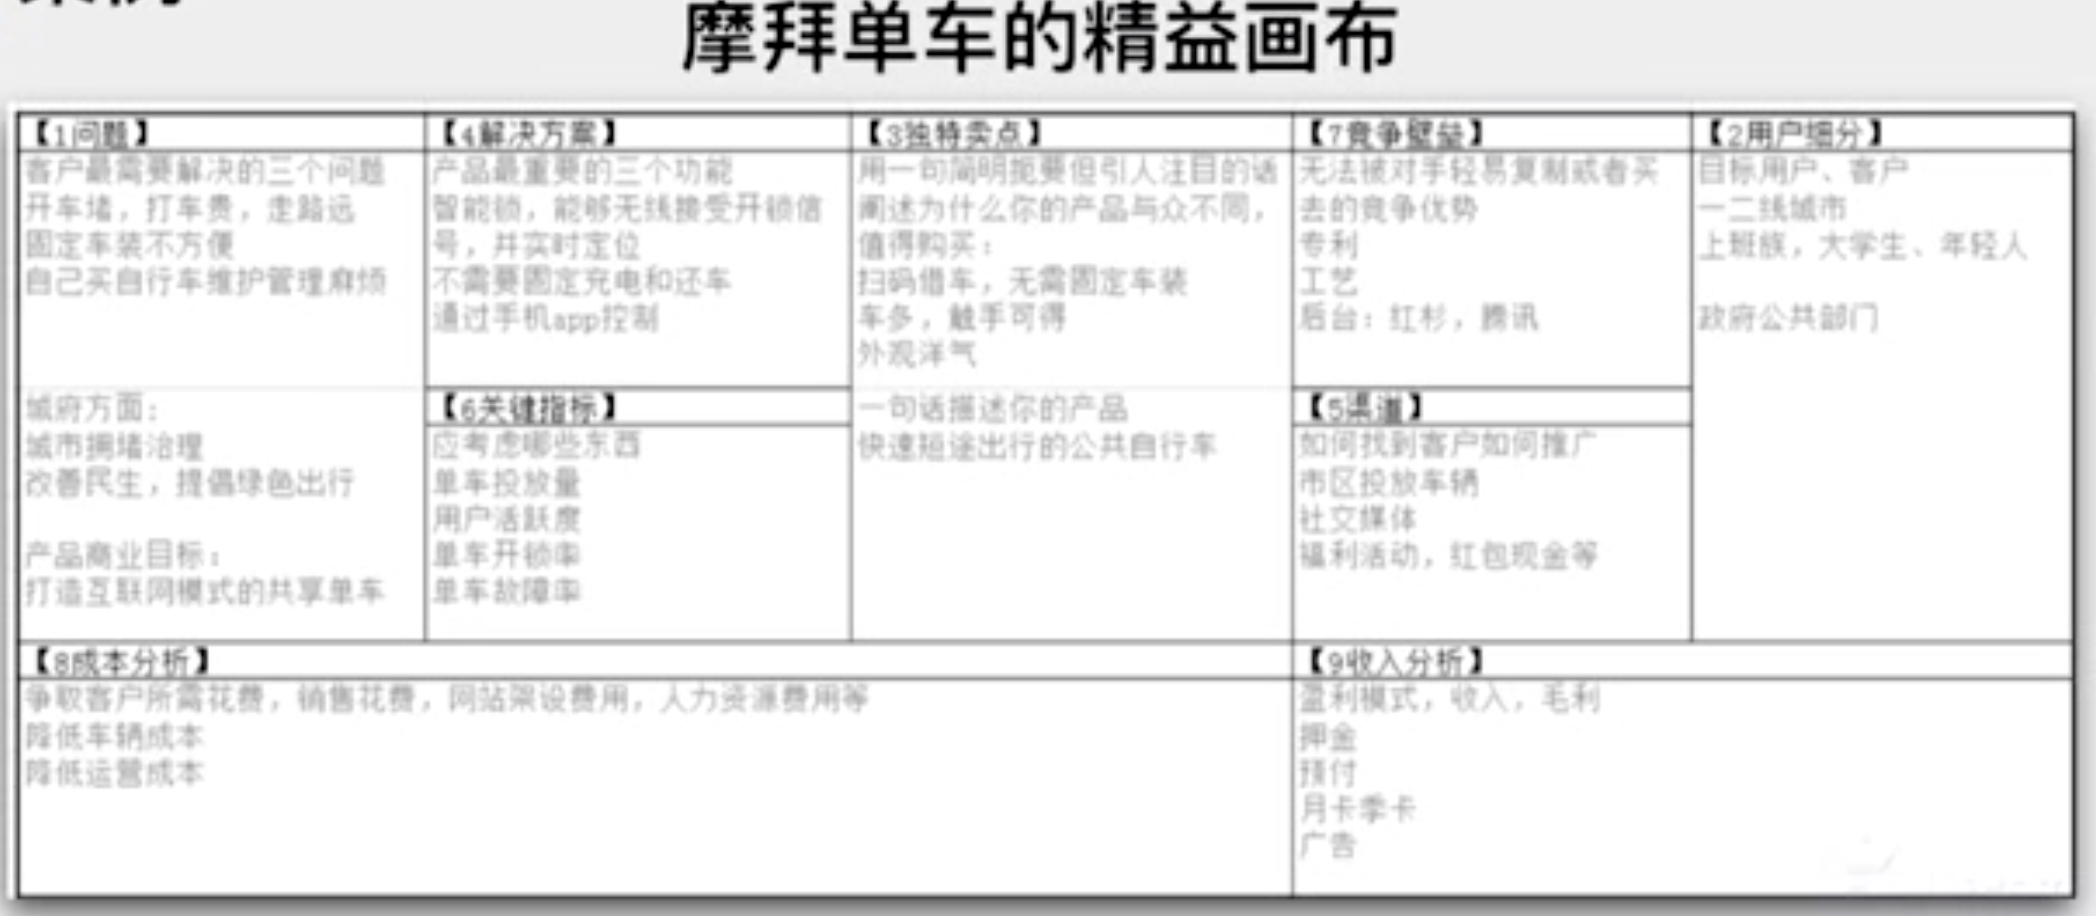 摩拜单车的精益画布
【1问题】
客户最需要解决的三个问题
开车堵，打车贵，走路远
固定车装不方便
自己买自行车维护管理麻烦
城府方面：
城市拥堵治理
改善民生，提倡绿色出行
产品商业目标：
打造互联网模式的共享单车
【4解决方案】
产品最重要的三个功能
智能锁，能够无线接受开锁信
号，并实时定位
不需要固定充电和还车
通过手机app控制
【6关键指标】
应考虑哪些东西
单车投放量
用户活跃度
单车开锁率
单车故障率
【3独特卖点】
用一句简明扼要但引人注目的话
阐述为什么你的产品与众不同，
值得购买：
扫码借车，无需固定车装
车多，触手可得
外观洋气
一句话描述你的产品
快速短途出行的公共自行车
【7竞争壁垒】
无法被对手轻易复制或者买
去的竞争优势
专利
工艺
后台：红杉，腾讯
【5渠道】
如何找到客户如何推广
市区投放车辆
社交媒体
福利活动，红包现金等
【2用户细分】
目标用户、客户
一二线城市
上班族，大学生、年轻人
政府公共部门
【8成本分析】
争取客户所需花费，销售花费，网站架设费用，人力资源费用等
降低车辆成本
降低运营成本
【9收入分析】
盈利模式，收入，毛利
押金
预付
月卡季卡
广告